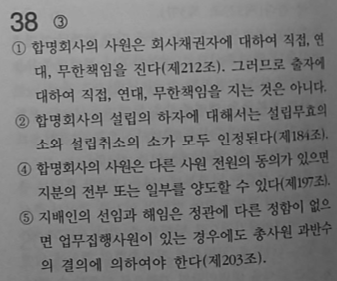 38 ③
① 합명회사의 사원은 회사채권자에 대하여 직접, 연
대, 무한책임을 진다(제212조). 그러므로 출자에
대하여 직접, 연대, 무한책임을 지는 것은 아니다.
② 합명회사의 설립의 하자에 대해서는 설립무효의
소와 설립취소의 소가 모두 인정된다(제184조).
④ 합명회사의 사원은 다른 사원 전원의 동의가 있으면
지분의 전부 또는 일부를 양도할 수 있다(제197조).
⑤ 지배인의 선임과 해임은 정관에 다른 정함이 없으
면 업무집행사원이 있는 경우에도 총사원 과반수
의 결의에 의하여야 한다(제203조).